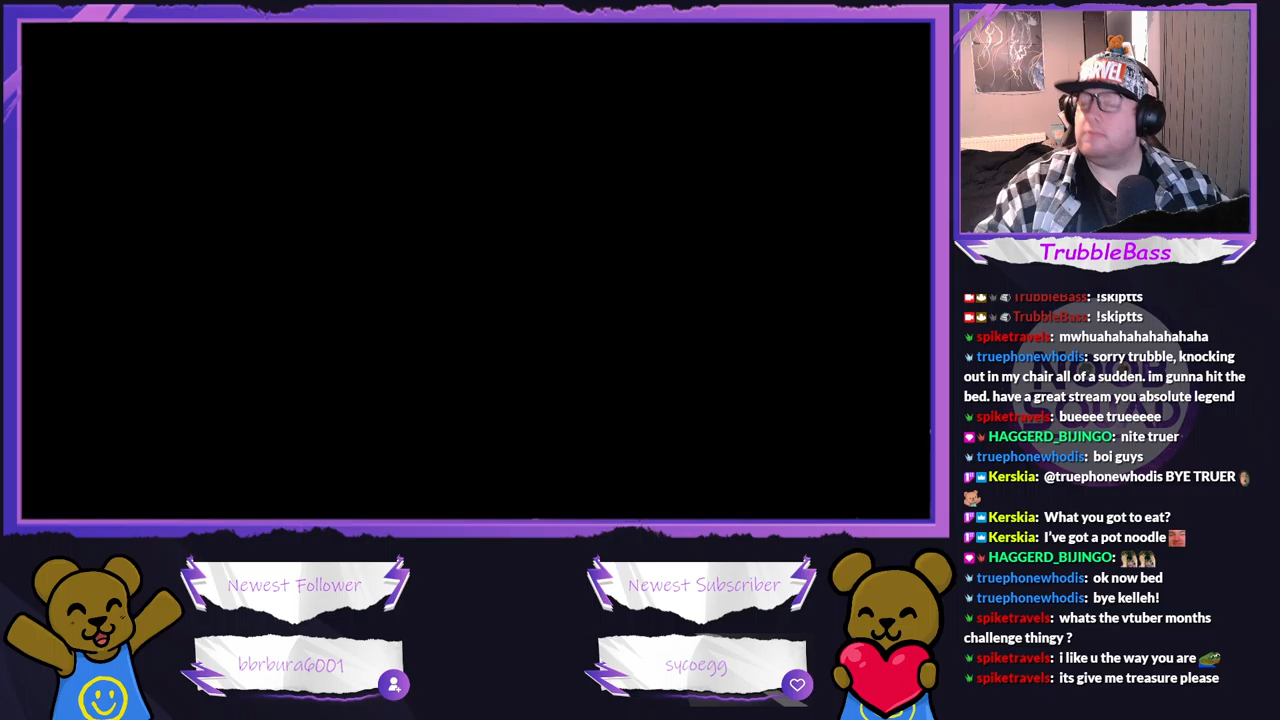 MARVEL
TrubbleBass
TrubbleBass: !skiptts
TrubbleBass: !skiptts
spiketravels: mwhuahahahahahahaha
truephonewhodis: sorry trubble, knocking
out in my chair all of a sudden. im gunna hit the
bed. have a great stream you absolute legend
spiketravels: bueeee trueeeee
HAGGERD_BIJINGO: nite truer
truephonewhodis: boi guys
Kerskia: @truephonewhodis BYE TRUER
Kerskia: What you got to eat?
Kerskia: I've got a pot noodle
HAGGERD_BIJINGO:
truephonewhodis: ok now bed
truephonewhodis: bye kelleh!
spiketravels: whats the vtuber months
challenge thingy ?
spiketravels: i like u the way you are
spiketravels: its give me treasure please
NOOB
SQUAD
Newest Follower
bbrbura6001
Newest Subscriber
sycoegg